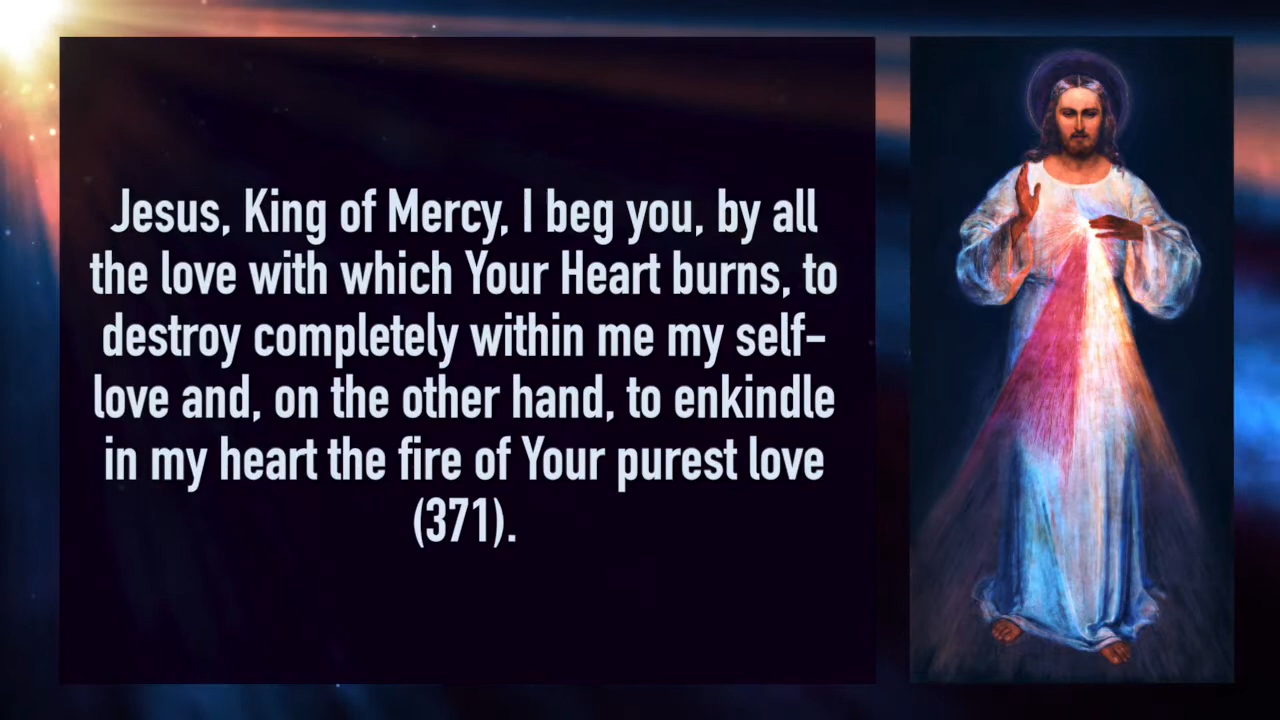 Jesus, King of Mercy, I beg you, by all
the love with which Your Heart burns, to
destroy completely within me my self-
love and, on the other hand, to enkindle
in my heart the fire of Your purest love
(371).